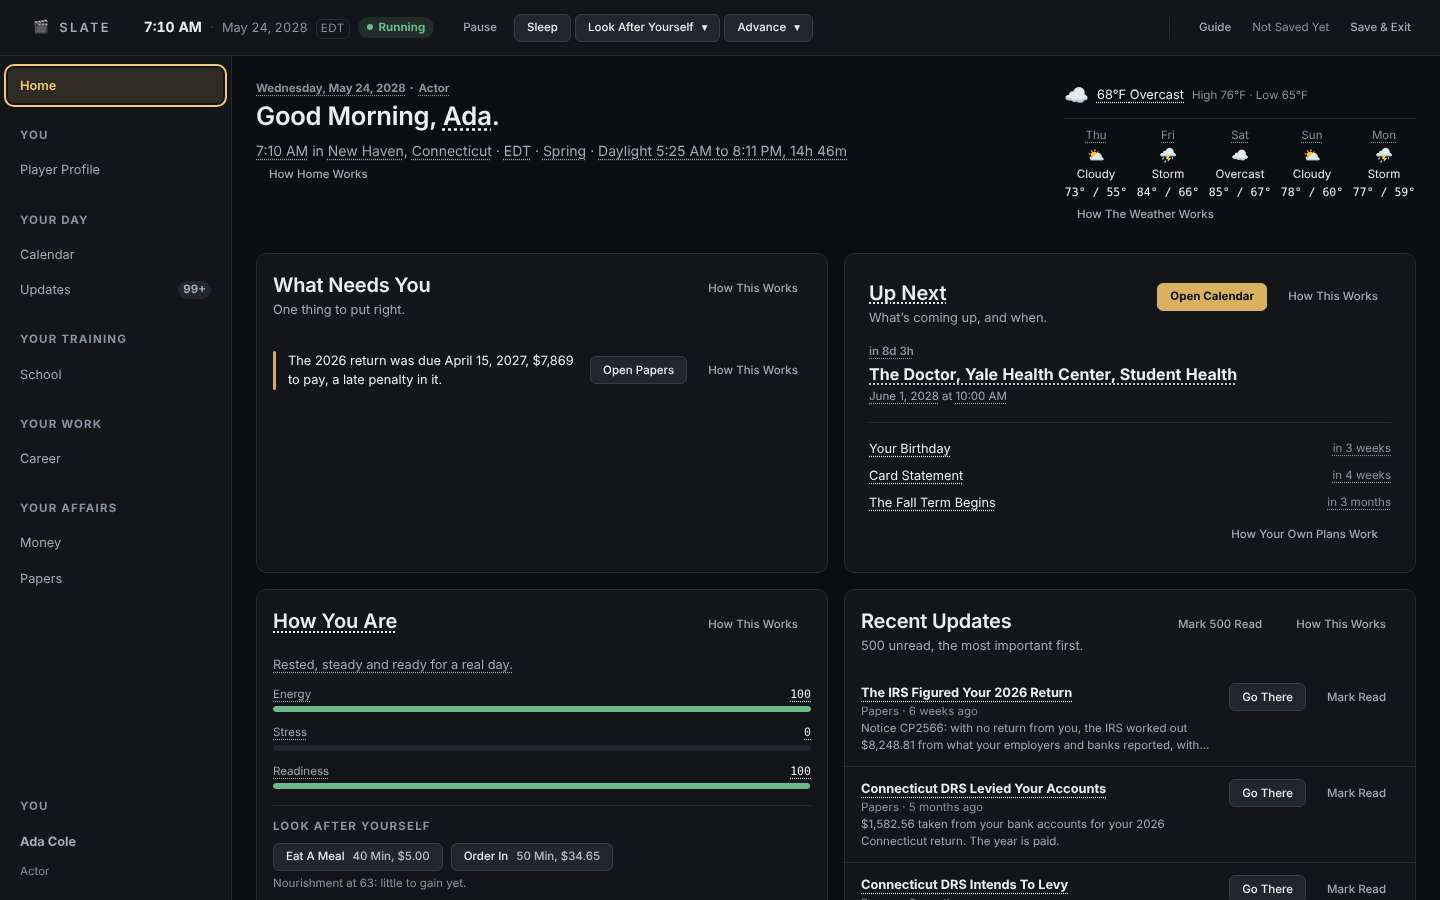 SLATE
7:10 AM · May 24, 2028 EDT Running
Pause
Sleep
Look After Yourself ▾
Advance ▾
Guide
Not Saved Yet
Save & Exit
Home
YOU
Player Profile
YOUR DAY
Calendar
Updates 99+
YOUR TRAINING
School
YOUR WORK
Career
YOUR AFFAIRS
Money
Papers
YOU
Ada Cole
Actor
Wednesday, May 24, 2028 · Actor
Good Morning, Ada.
7:10 AM in New Haven, Connecticut · EDT · Spring · Daylight 5:25 AM to 8:11 PM, 14h 46m
How Home Works
68°F Overcast High 76°F · Low 65°F
Thu Fri Sat Sun Mon
Cloudy Storm Overcast Cloudy Storm
73° / 55° 84° / 66° 85° / 67° 78° / 60° 77° / 59°
How The Weather Works
What Needs You
How This Works
One thing to put right.
The 2026 return was due April 15, 2027, $7,869
to pay, a late penalty in it.
Open Papers
How This Works
Up Next
Open Calendar
How This Works
What's coming up, and when.
in 8d 3h
The Doctor, Yale Health Center, Student Health
June 1, 2028 at 10:00 AM
Your Birthday in 3 weeks
Card Statement in 4 weeks
The Fall Term Begins in 3 months
How Your Own Plans Work
How You Are
How This Works
Rested, steady and ready for a real day.
Energy 100
Stress 0
Readiness 100
LOOK AFTER YOURSELF
Eat A Meal 40 Min, $5.00
Order In 50 Min, $34.65
Nourishment at 63: little to gain yet.
Recent Updates
Mark 500 Read
How This Works
500 unread, the most important first.
The IRS Figured Your 2026 Return
Go There
Mark Read
Papers · 6 weeks ago
Notice CP2566: with no return from you, the IRS worked out
$8,248.81 from what your employers and banks reported, with...
Connecticut DRS Levied Your Accounts
Go There
Mark Read
Papers · 5 months ago
$1,582.56 taken from your bank accounts for your 2026
Connecticut return. The year is paid.
Connecticut DRS Intends To Levy
Go There
Mark Read